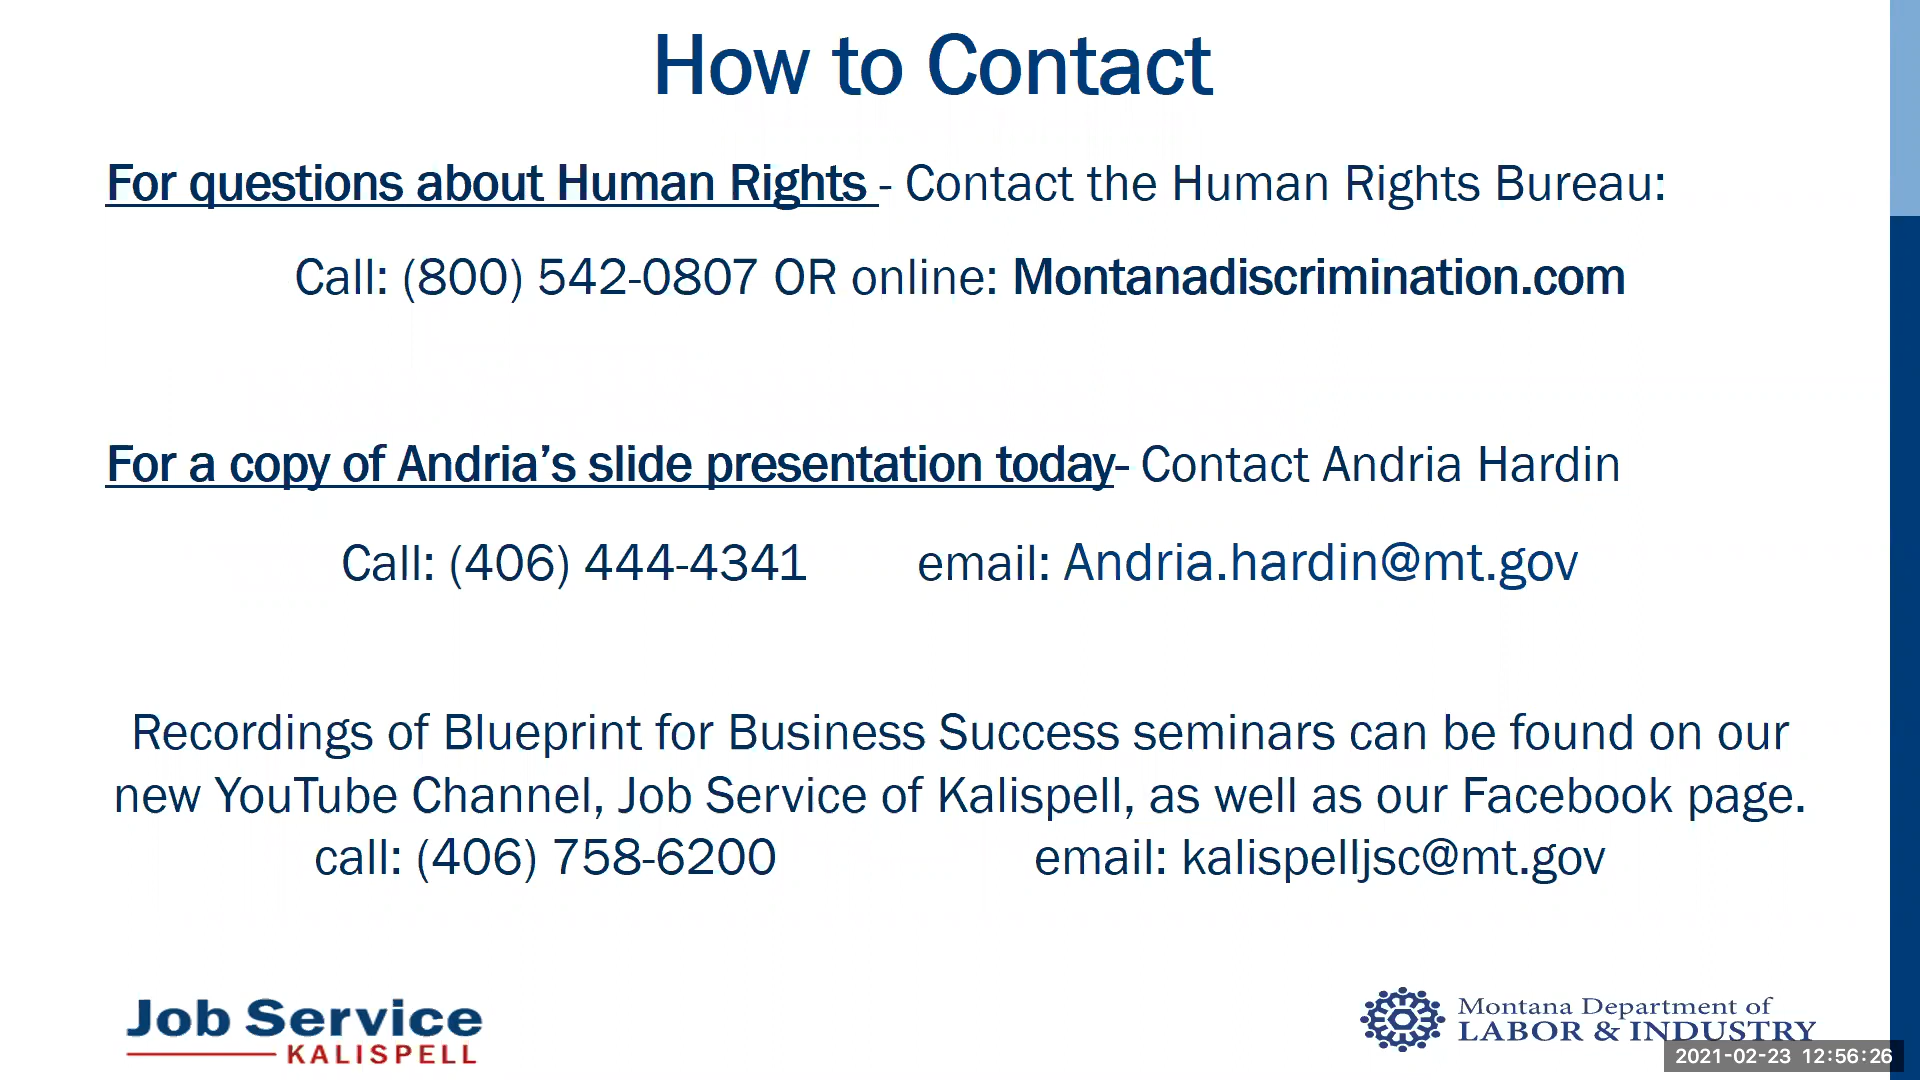 How to Contact
For questions about Human Rights - Contact the Human Rights Bureau:
Call: (800) 542-0807 OR online: Montanadiscrimination.com
For a copy of Andria’s slide presentation today- Contact Andria Hardin
Call: (406) 444-4341 email: Andria.hardin@mt.gov
Recordings of Blueprint for Business Success seminars can be found on our
new YouTube Channel, Job Service of Kalispell, as well as our Facebook page.
call: (406) 758-6200 email: kalispelljsc@mt.gov
Job Service
KALISPELL
Montana Department of
LABOR & INDUSTRY
2021-02-23 12:56:26